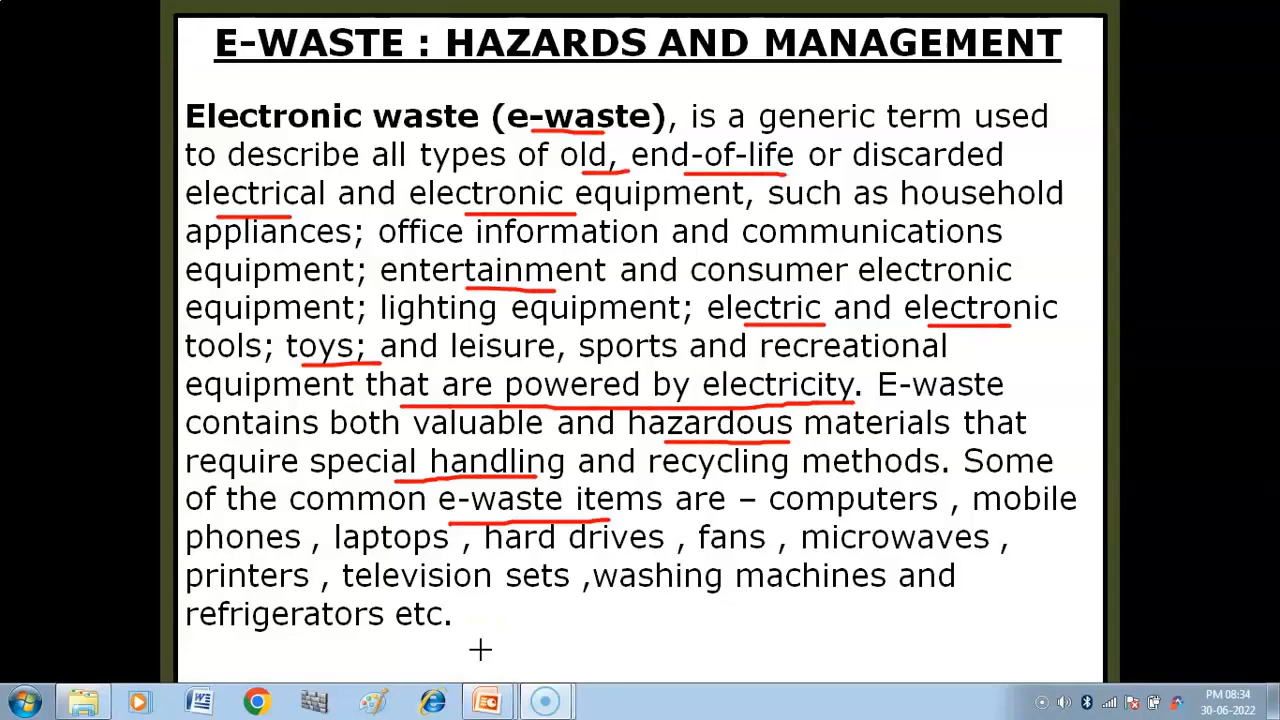 E-WASTE : HAZARDS AND MANAGEMENT
Electronic waste (e-waste), is a generic term used
to describe all types of old, end-of-life or discarded
electrical and electronic equipment, such as household
appliances; office information and communications
equipment; entertainment and consumer electronic
equipment; lighting equipment; electric and electronic
tools; toys; and leisure, sports and recreational
equipment that are powered by electricity. E-waste
contains both valuable and hazardous materials that
require special handling and recycling methods. Some
of the common e-waste items are – computers , mobile
phones , laptops , hard drives , fans , microwaves ,
printers , television sets ,washing machines and
refrigerators etc.
PM 08:34
30-06-2022